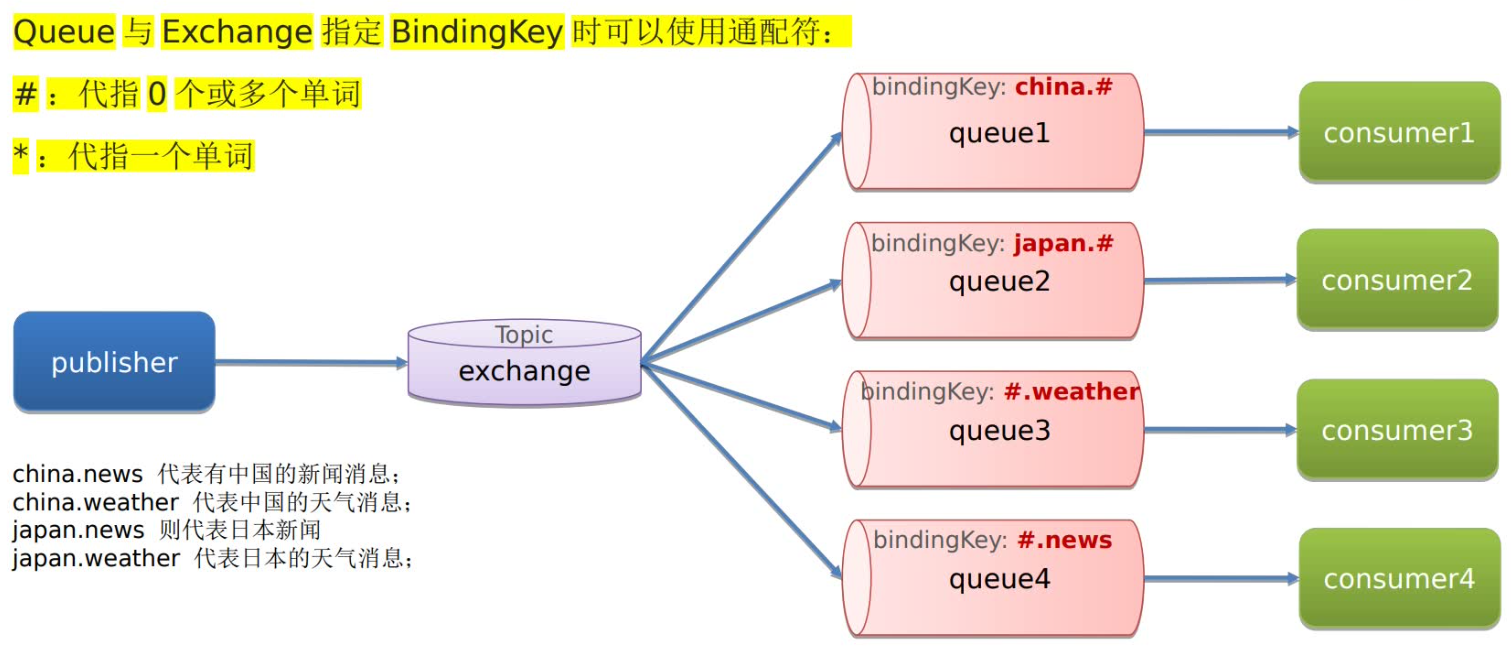 Queue 与 Exchange 指定 BindingKey 时可以使用通配符：
# ：代指 0 个或多个单词
* ：代指一个单词
bindingKey: china.#
queue1
consumer1
bindingKey: japan.#
queue2
consumer2
publisher
Topic
exchange
bindingKey: #.weather
queue3
consumer3
bindingKey: #.news
queue4
consumer4
china.news 代表有中国的新闻消息；
china.weather 代表中国的天气消息；
japan.news 则代表日本新闻
japan.weather 代表日本的天气消息；